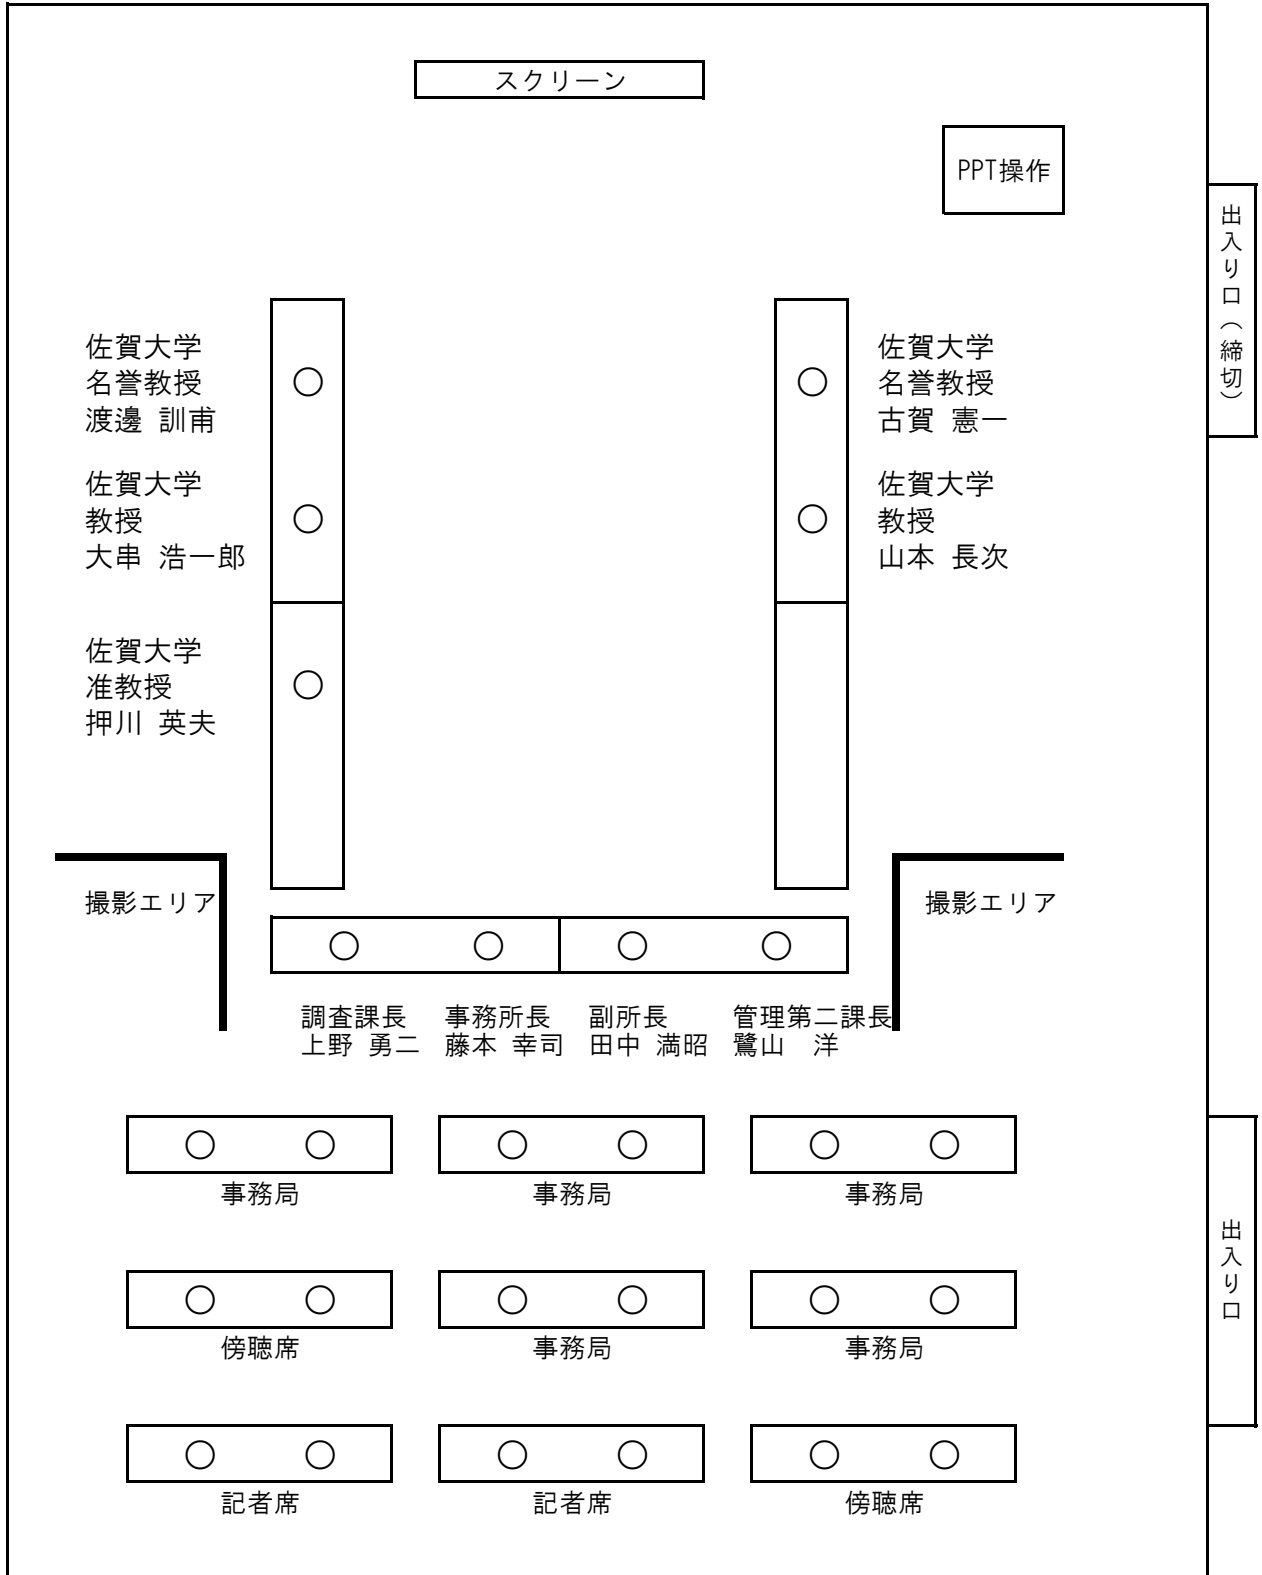 スクリーン
PPT操作
出入り口（締切）
佐賀大学
名誉教授
渡邊 訓甫
佐賀大学
教授
大串 浩一郎
佐賀大学
准教授
押川 英夫
佐賀大学
名誉教授
古賀 憲一
佐賀大学
教授
山本 長次
撮影エリア
撮影エリア
調査課長
上野 勇二
事務所長
藤本 幸司
副所長
田中 満昭
管理第二課長
鷺山 洋
事務局
事務局
事務局
傍聴席
事務局
事務局
出入り口
記者席
記者席
傍聴席